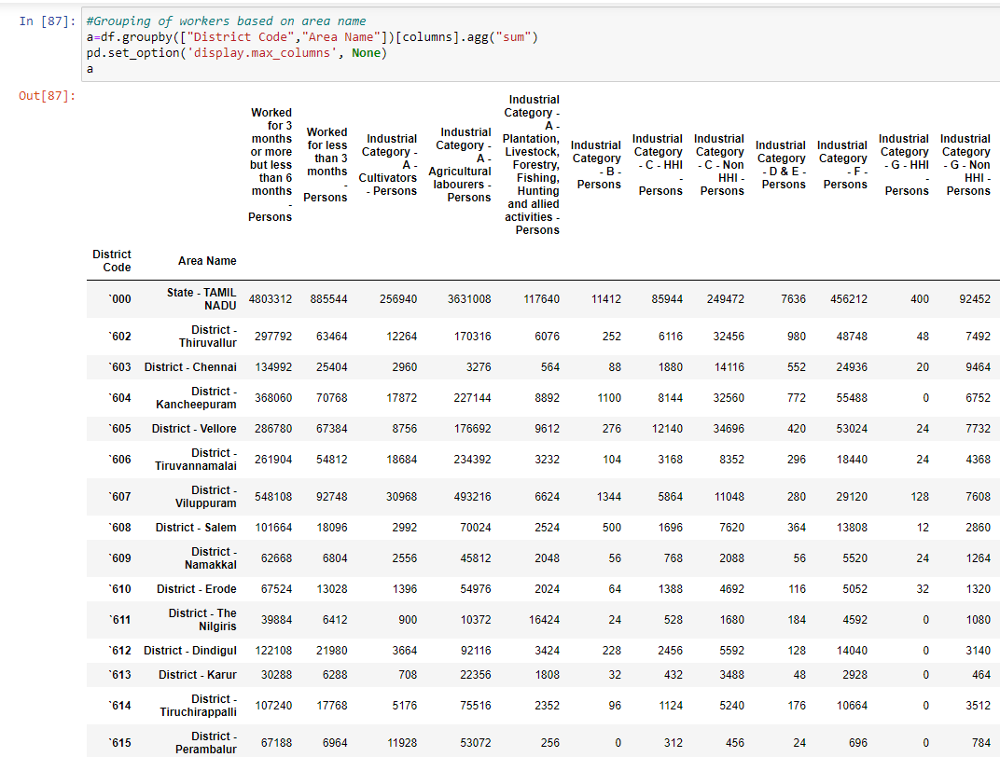 In [87]: #Grouping of workers based on area name
a=df.groupby(["District Code","Area Name"])[columns].agg("sum")
pd.set_option('display.max_columns', None)
a
Out[87]:
Worked for 3 months or more but less than 6 months - Persons
Worked for less than 3 months - Persons
Industrial Category - A - Cultivators - Persons
Industrial Category - A - Agricultural labourers - Persons
Industrial Category - A - Plantation, Livestock, Forestry, Fishing, Hunting and allied activities - Persons
Industrial Category - B - Persons
Industrial Category - C - HHI - Persons
Industrial Category - C - Non HHI - Persons
Industrial Category - D & E - Persons
Industrial Category - F - Persons
Industrial Category - G - HHI - Persons
Industrial Category - G - Non HHI - Persons
District Code Area Name
`000 State - TAMIL NADU 4803312 885544 256940 3631008 117640 11412 85944 249472 7636 456212 400 92452
`602 District - Thiruvallur 297792 63464 12264 170316 6076 252 6116 32456 980 48748 48 7492
`603 District - Chennai 134992 25404 2960 3276 564 88 1880 14116 552 24936 20 9464
`604 District - Kancheepuram 368060 70768 17872 227144 8892 1100 8144 32560 772 55488 0 6752
`605 District - Vellore 286780 67384 8756 176692 9612 276 12140 34696 420 53024 24 7732
`606 District - Tiruvannamalai 261904 54812 18684 234392 3232 104 3168 8352 296 18440 24 4368
`607 District - Viluppuram 548108 92748 30968 493216 6624 1344 5864 11048 280 29120 128 7608
`608 District - Salem 101664 18096 2992 70024 2524 500 1696 7620 364 13808 12 2860
`609 District - Namakkal 62668 6804 2556 45812 2048 56 768 2088 56 5520 24 1264
`610 District - Erode 67524 13028 1396 54976 2024 64 1388 4692 116 5052 32 1320
`611 District - The Nilgiris 39884 6412 900 10372 16424 24 528 1680 184 4592 0 1080
`612 District - Dindigul 122108 21980 3664 92116 3424 228 2456 5592 128 14040 0 3140
`613 District - Karur 30288 6288 708 22356 1808 32 432 3488 48 2928 0 464
`614 District - Tiruchirappalli 107240 17768 5176 75516 2352 96 1124 5240 176 10664 0 3512
`615 District - Perambalur 67188 6964 11928 53072 256 0 312 456 24 696 0 784